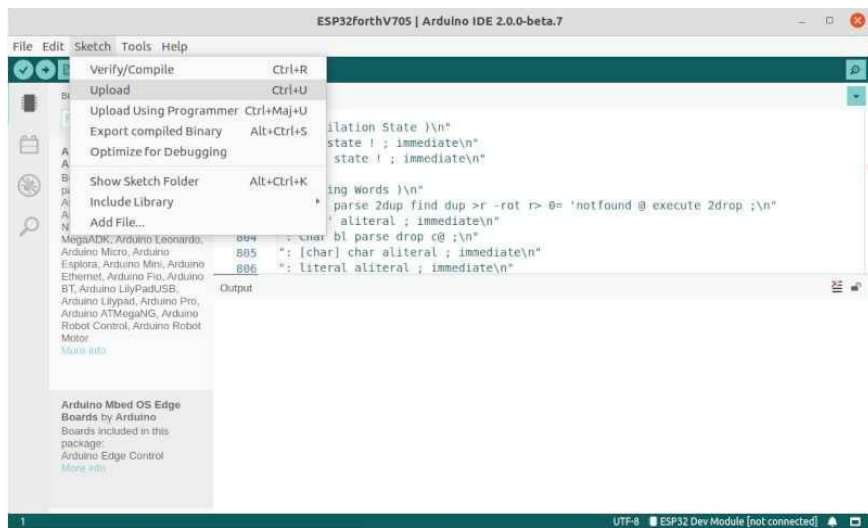 ESP32forthV705 | Arduino IDE 2.0.0-beta.7
File Edit Sketch Tools Help
Verify/Compile Ctrl+R
Upload Ctrl+U
Upload Using Programmer Ctrl+Maj+U
Export compiled Binary Alt+Ctrl+S
Optimize for Debugging
Show Sketch Folder Alt+Ctrl+K
Include Library
Add File...
ilation State )\n"
state ! ; immediate\n"
state ! ; immediate\n"
ing Words )\n"
parse 2dup find dup >r -rot r> 0= 'notfound @ execute 2drop ;\n"
' aliteral ; immediate\n"
804 ": char bl parse drop c@ ;\n"
805 ": [char] char aliteral ; immediate\n"
806 ": literal aliteral ; immediate\n"
MegaADK, Arduino Leonardo,
Arduino Micro, Arduino
Esplora, Arduino Mini, Arduino
Ethernet, Arduino Fio, Arduino
BT, Arduino LilyPadUSB,
Arduino Lilypad, Arduino Pro,
Arduino ATMegaNG, Arduino
Robot Control, Arduino Robot
Motor
More info
Arduino Mbed OS Edge
Boards by Arduino
Boards included in this
package:
Arduino Edge Control
More info
Output
1
UTF-8 ESP32 Dev Module [not connected]